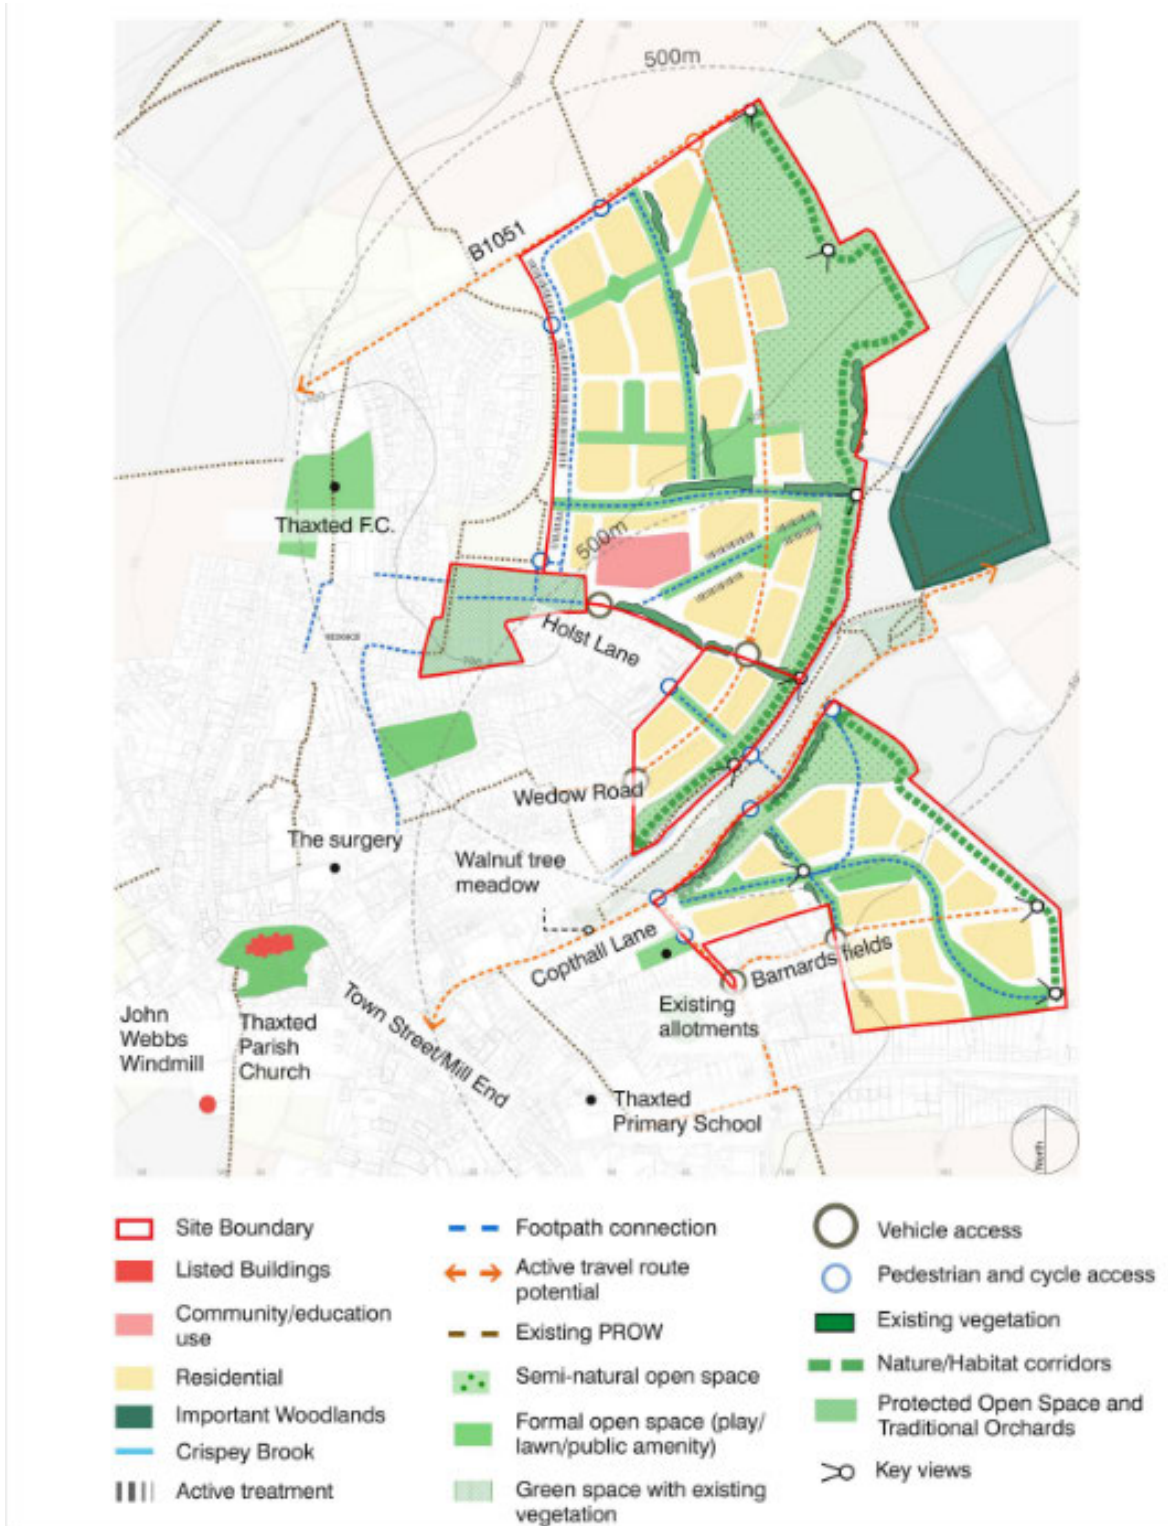 500m
B1051
Thaxted F.C.
500m
Holst Lane
Wedow Road
The surgery
Walnut tree
meadow
Copthall Lane
Barnards fields
Existing
allotments
John
Webbs
Windmill
Thaxted
Parish
Church
Town Street/Mill End
Thaxted
Primary School
North
Site Boundary
Listed Buildings
Community/education
use
Residential
Important Woodlands
Crispey Brook
Active treatment
Footpath connection
Active travel route
potential
Existing PROW
Semi-natural open space
Formal open space (play/
lawn/public amenity)
Green space with existing
vegetation
Vehicle access
Pedestrian and cycle access
Existing vegetation
Nature/Habitat corridors
Protected Open Space and
Traditional Orchards
Key views